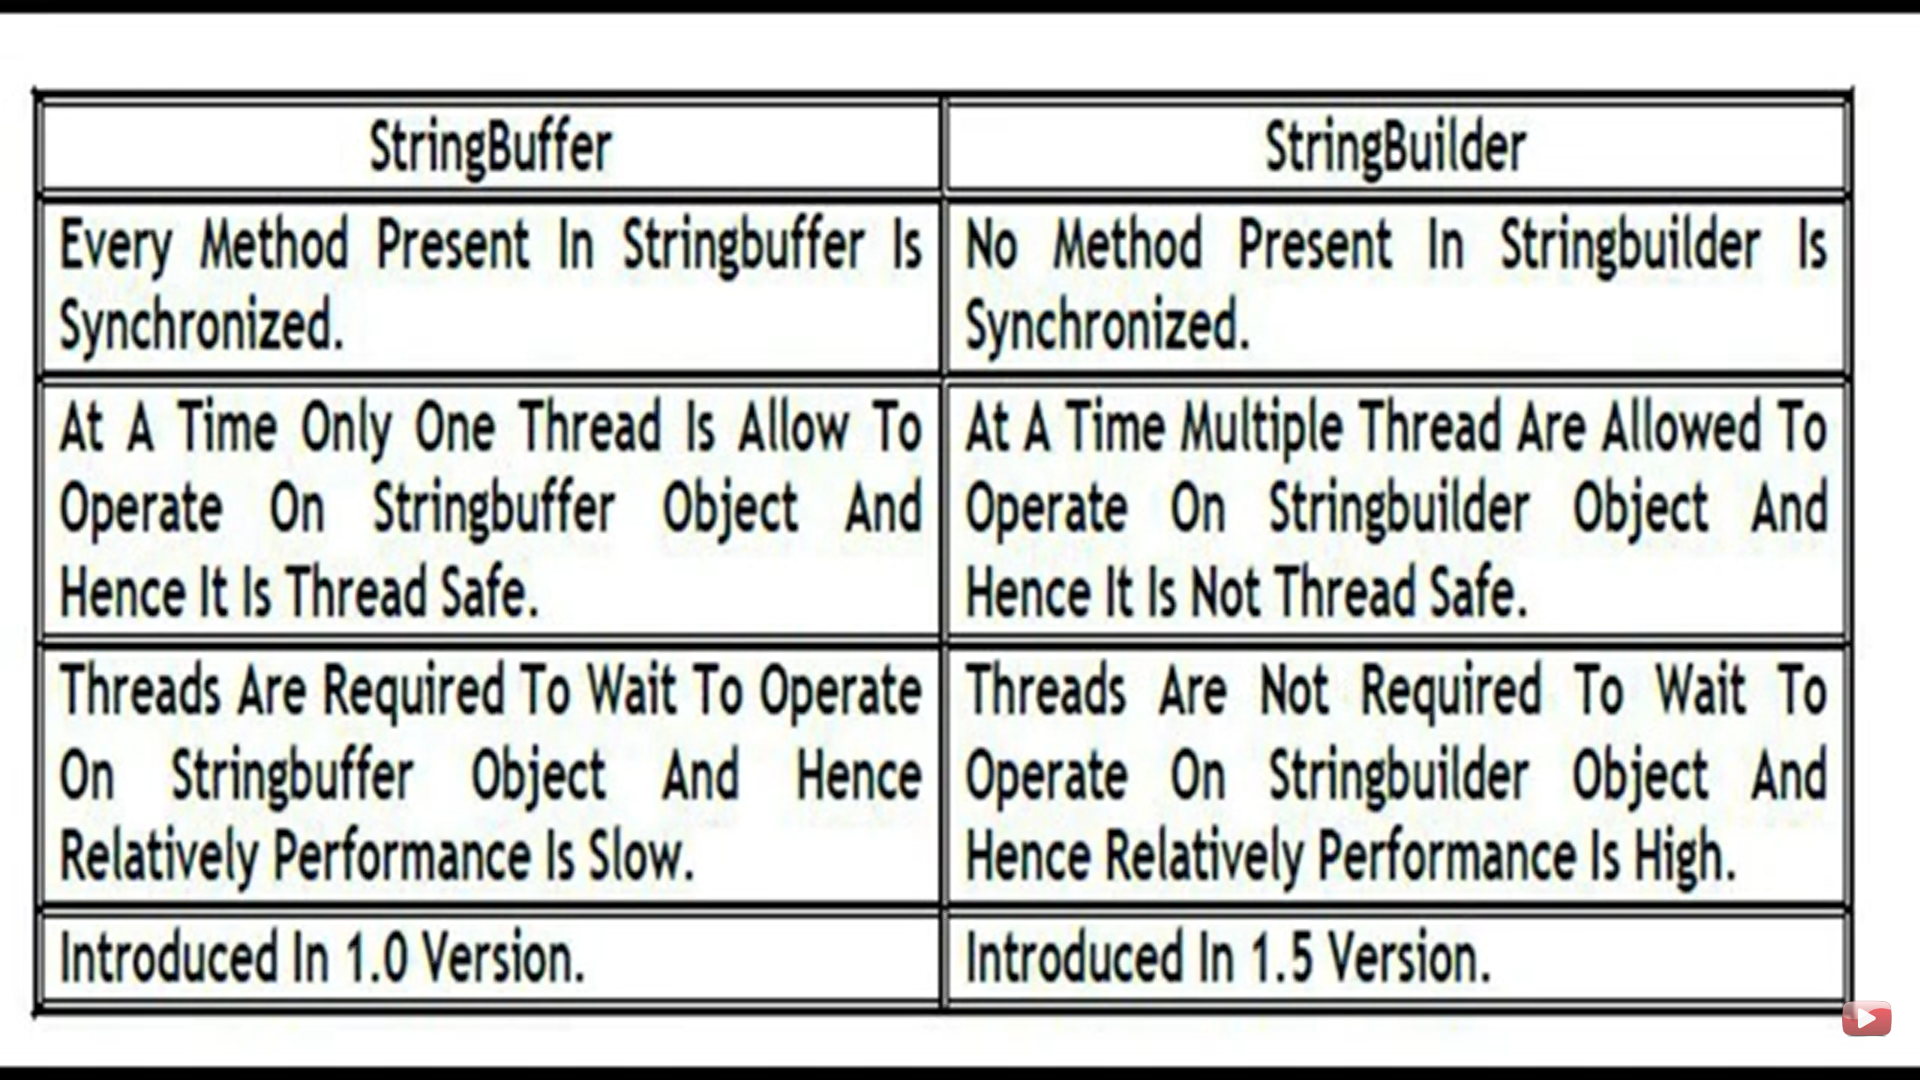 StringBuffer
StringBuilder
Every Method Present In Stringbuffer Is
Synchronized.
No Method Present In Stringbuilder Is
Synchronized.
At A Time Only One Thread Is Allow To
Operate On Stringbuffer Object And
Hence It Is Thread Safe.
At A Time Multiple Thread Are Allowed To
Operate On Stringbuilder Object And
Hence It Is Not Thread Safe.
Threads Are Required To Wait To Operate
On Stringbuffer Object And Hence
Relatively Performance Is Slow.
Threads Are Not Required To Wait To
Operate On Stringbuilder Object And
Hence Relatively Performance Is High.
Introduced In 1.0 Version.
Introduced In 1.5 Version.